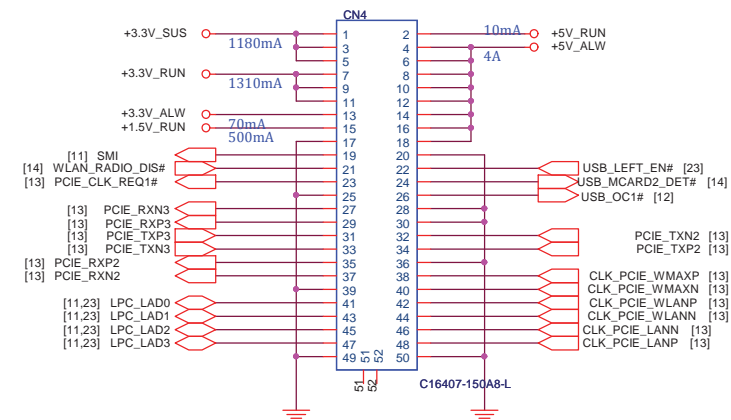 CN4
+3.3V_SUS 1 2 10mA +5V_RUN
1180mA 3 4 +5V_ALW
5 6 4A
+3.3V_RUN 7 8
1310mA 9 10
11 12
+3.3V_ALW 13 14
+1.5V_RUN 70mA 15 16
500mA 17 18
[11] SMI 19 20
[14] WLAN_RADIO_DIS# 21 22 USB_LEFT_EN# [23]
[13] PCIE_CLK_REQ1# 23 24 USB_MCARD2_DET# [14]
25 26 USB_OC1# [12]
[13] PCIE_RXN3 27 28
[13] PCIE_RXP3 29 30
[13] PCIE_TXP3 31 32 PCIE_TXN2 [13]
[13] PCIE_TXN3 33 34 PCIE_TXP2 [13]
[13] PCIE_RXP2 35 36
[13] PCIE_RXN2 37 38 CLK_PCIE_WMAXP [13]
39 40 CLK_PCIE_WMAXN [13]
[11,23] LPC_LAD0 41 42 CLK_PCIE_WLANP [13]
[11,23] LPC_LAD1 43 44 CLK_PCIE_WLANN [13]
[11,23] LPC_LAD2 45 46 CLK_PCIE_LANN [13]
[11,23] LPC_LAD3 47 48 CLK_PCIE_LANP [13]
49 51 52 50
51 52 C16407-150A8-L